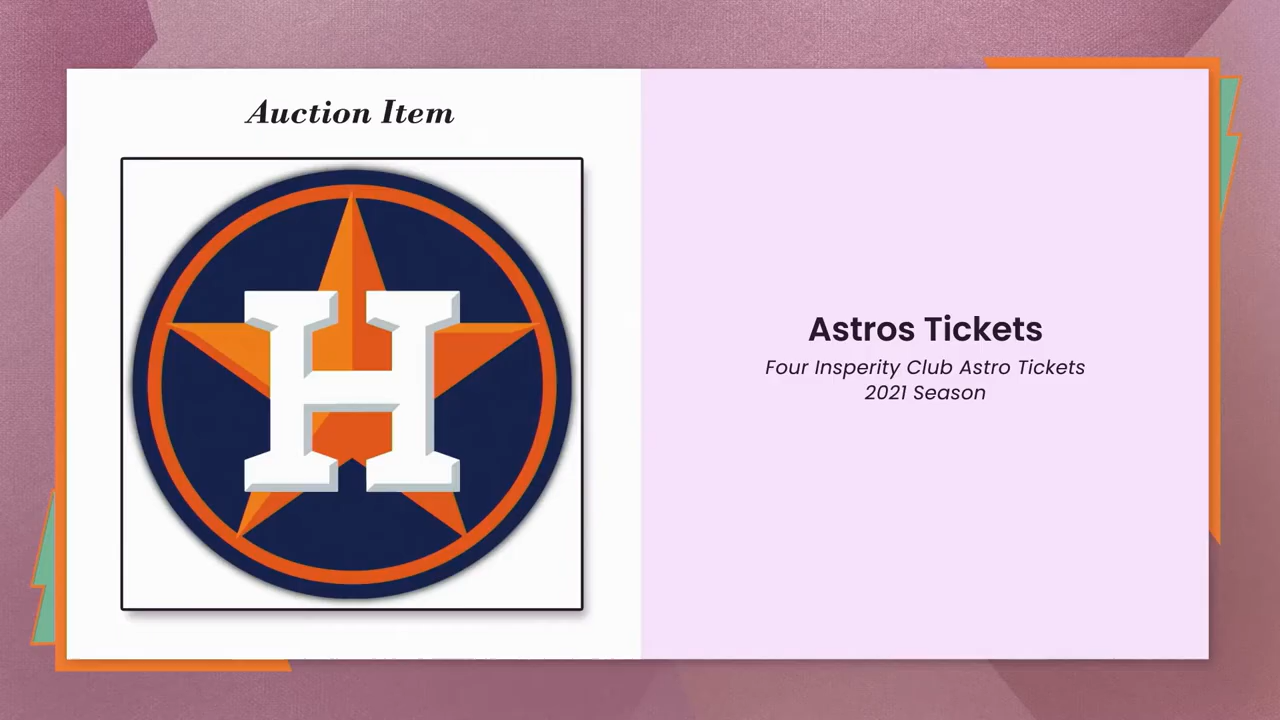 Auction Item
H
Astros Tickets
Four Insperity Club Astro Tickets
2021 Season